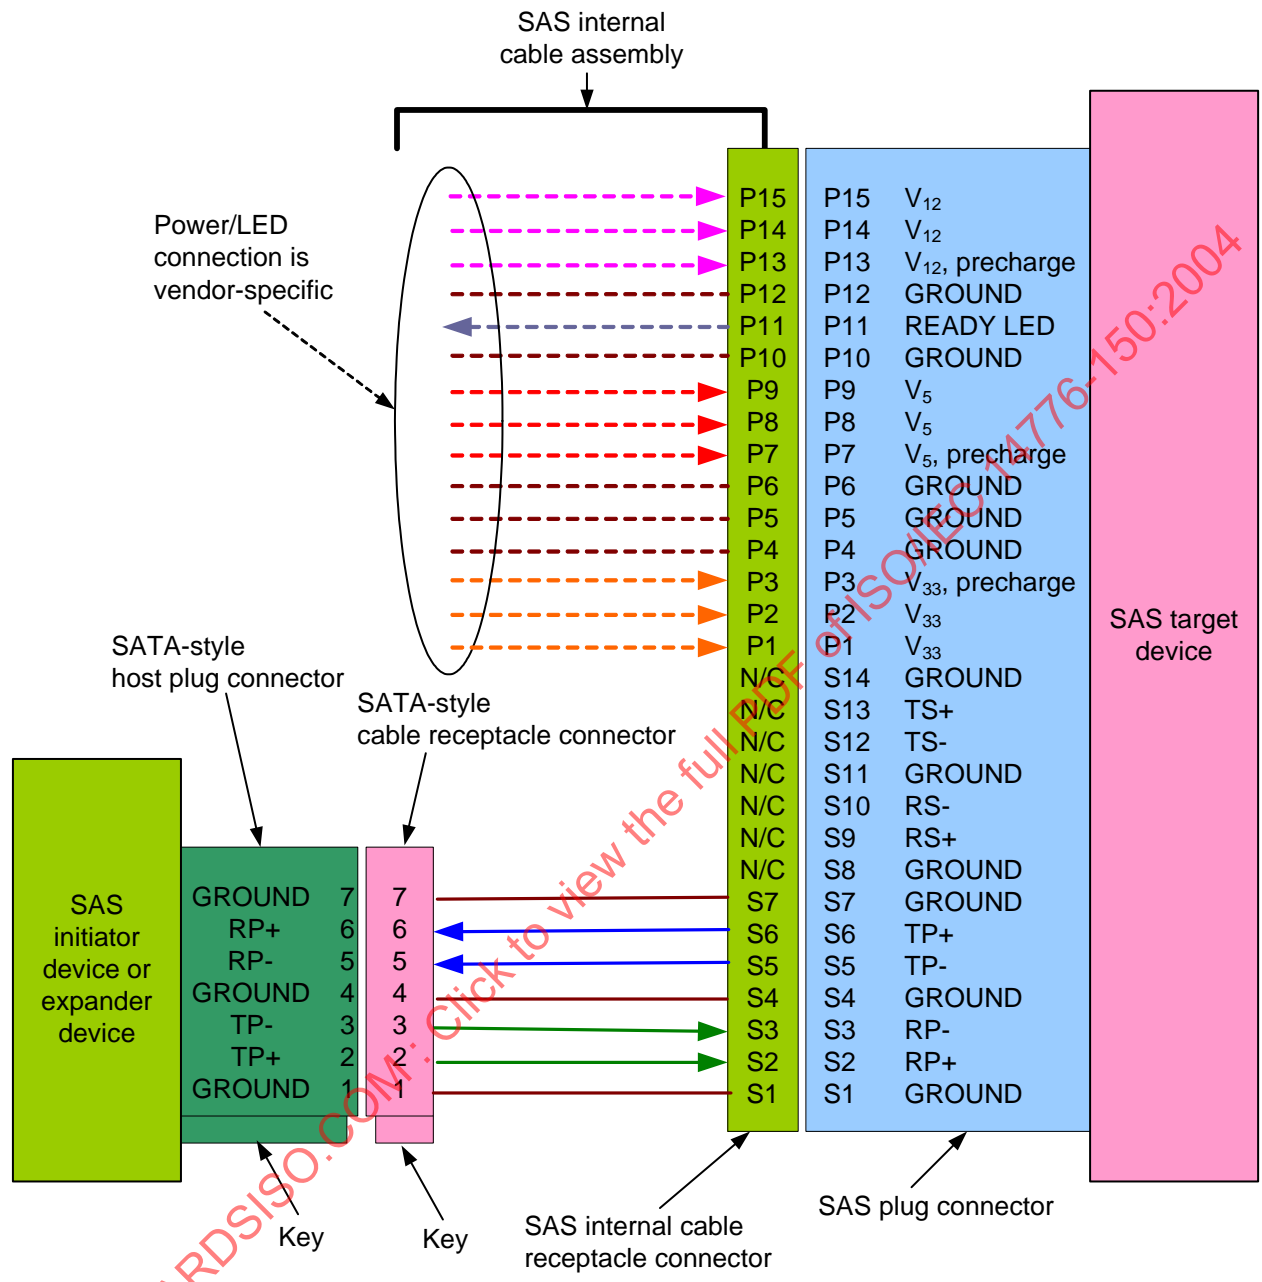 SAS internal
cable assembly
Power/LED
connection is
vendor-specific
P15 P15 V12
P14 P14 V12
P13 P13 V12, precharge
P12 P12 GROUND
P11 P11 READY LED
P10 P10 GROUND
P9 P9 V5
P8 P8 V5
P7 P7 V5, precharge
P6 P6 GROUND
P5 P5 GROUND
P4 P4 GROUND
P3 P3 V33, precharge
P2 P2 V33
P1 P1 V33
N/C S14 GROUND
N/C S13 TS+
N/C S12 TS-
N/C S11 GROUND
N/C S10 RS-
N/C S9 RS+
N/C S8 GROUND
SAS target
device
SATA-style
host plug connector
SATA-style
cable receptacle connector
SAS
initiator
device or
expander
device
GROUND 7 7 S7 S7 GROUND
RP+ 6 6 S6 S6 TP+
RP- 5 5 S5 S5 TP-
GROUND 4 4 S4 S4 GROUND
TP- 3 3 S3 S3 RP-
TP+ 2 2 S2 S2 RP+
GROUND 1 1 S1 S1 GROUND
Key
Key
SAS internal cable
receptacle connector
SAS plug connector
ARDSISO.COM : Click to view the full PDF of ISO/IEC 14776-150:2004